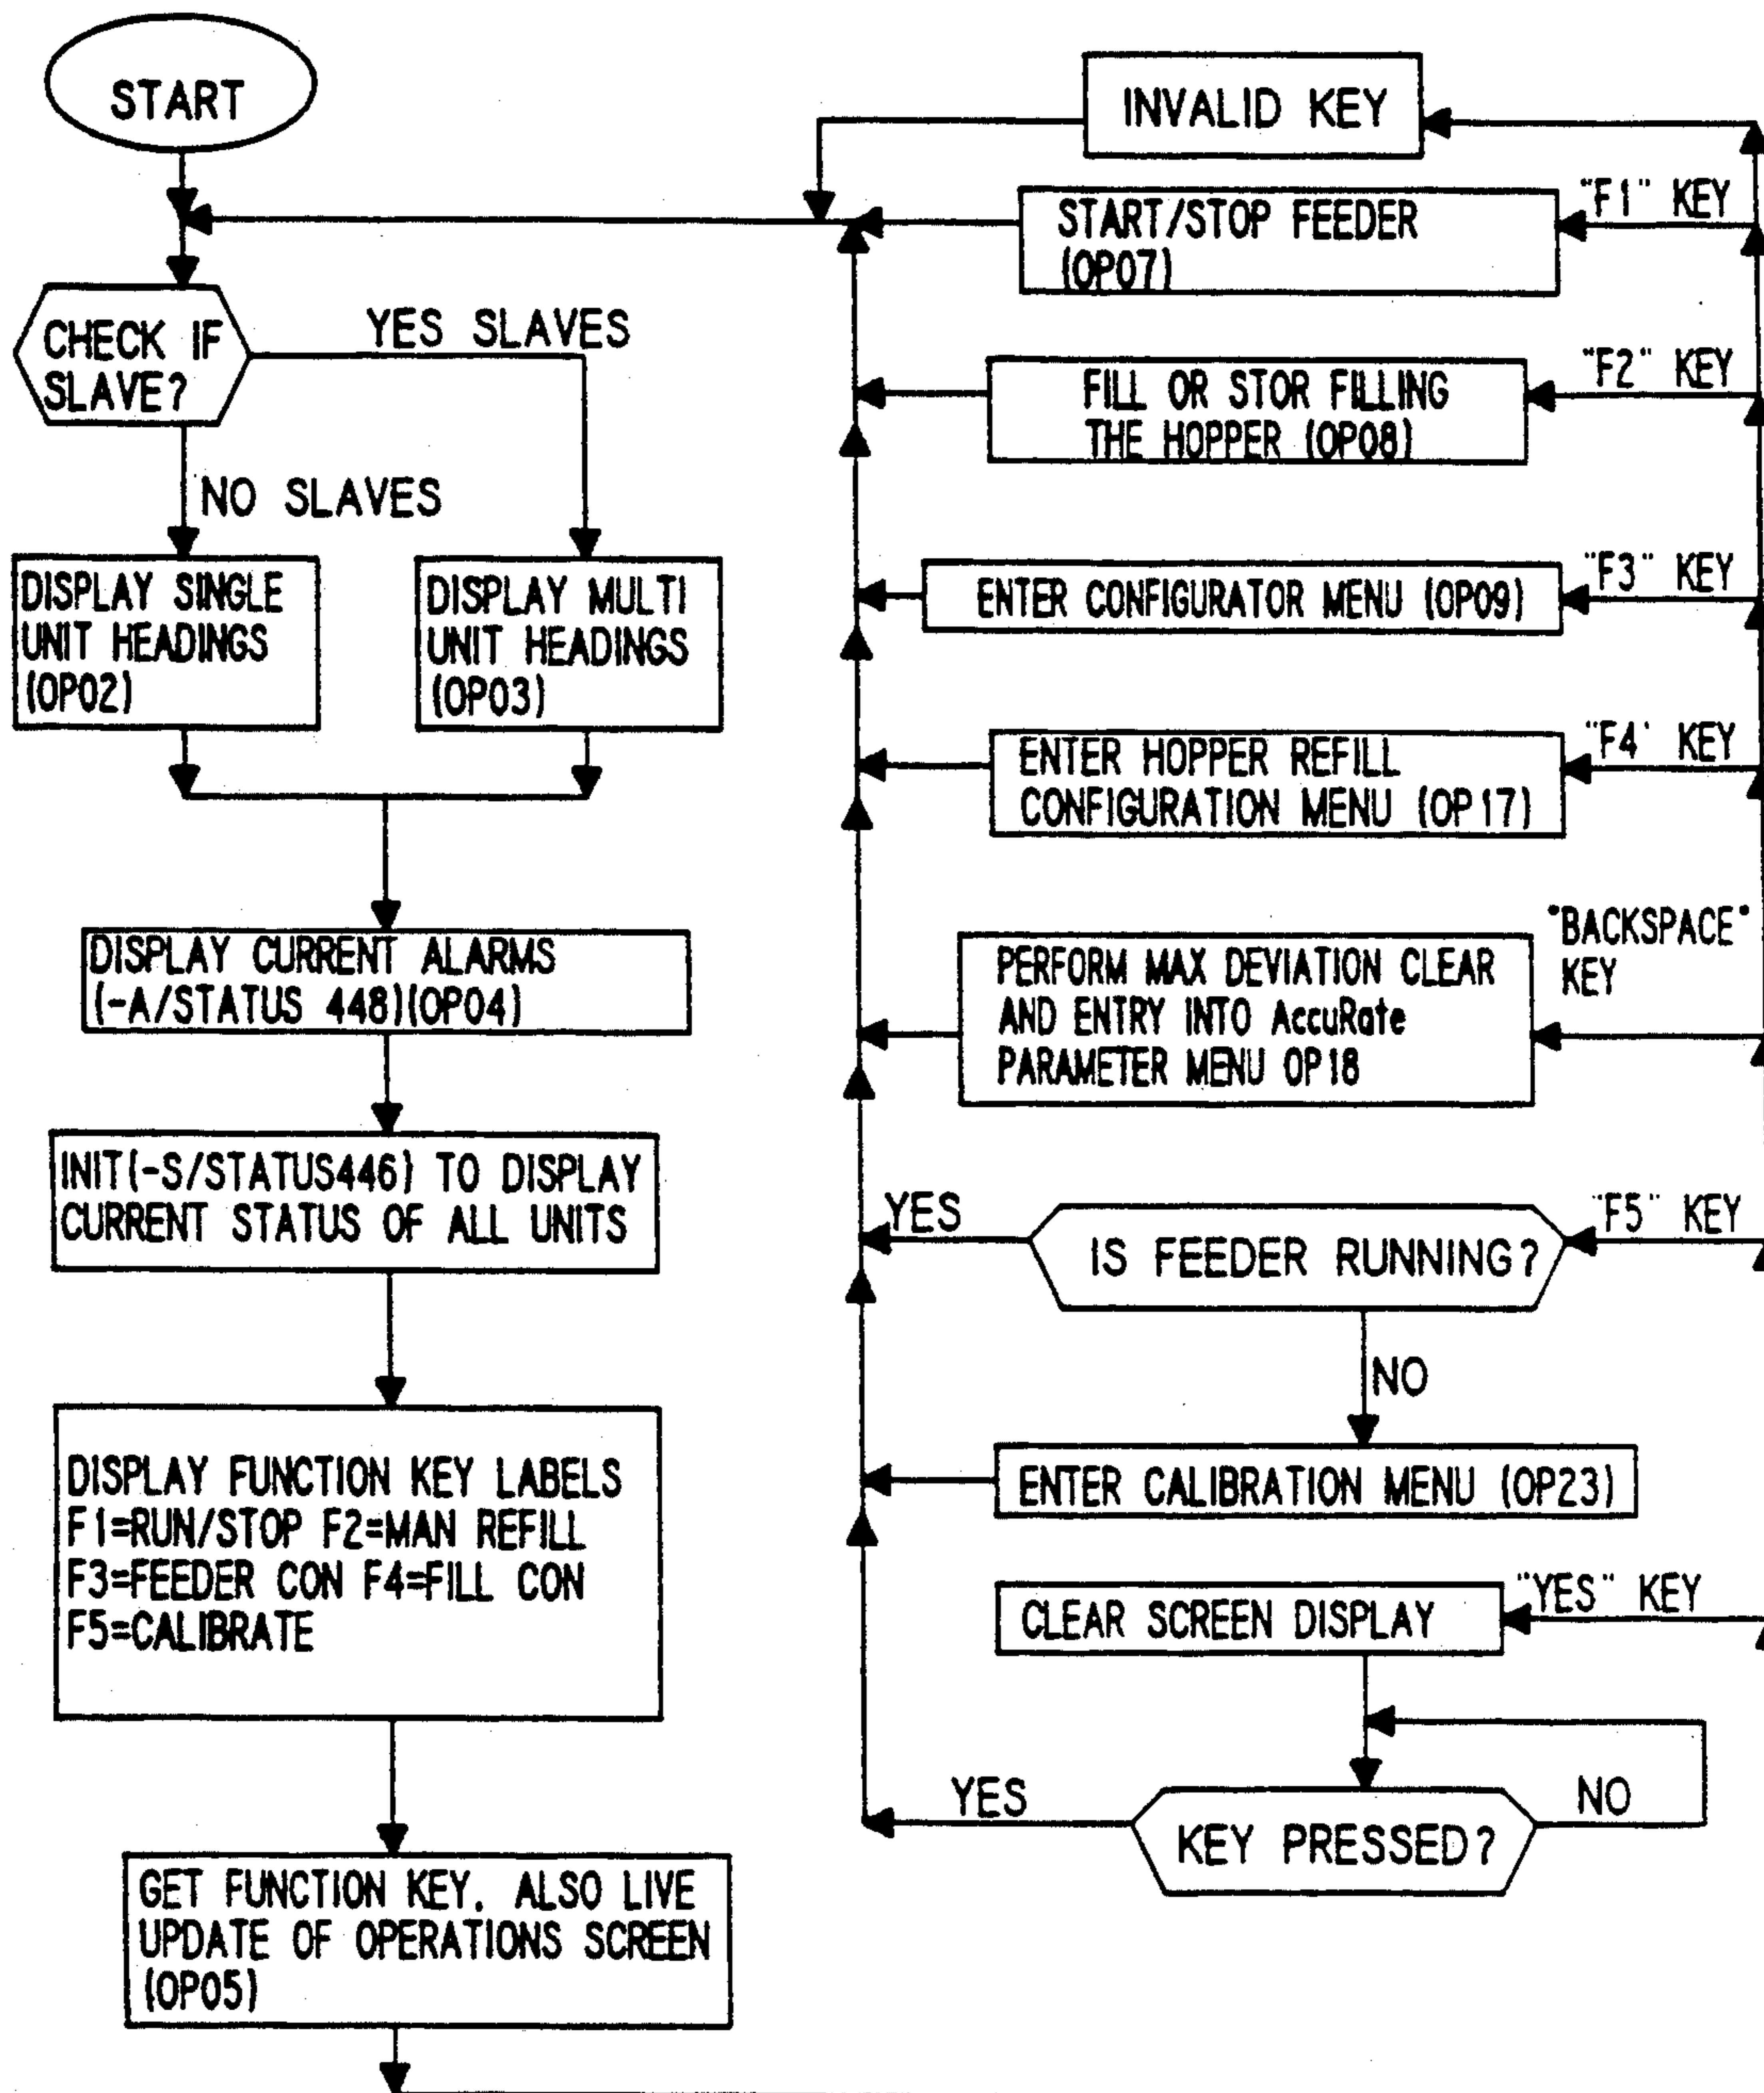 START
CHECK IF
SLAVE?
YES SLAVES
NO SLAVES
DISPLAY SINGLE
UNIT HEADINGS
(OP02)
DISPLAY MULTI
UNIT HEADINGS
(OP03)
DISPLAY CURRENT ALARMS
(-A/STATUS 448)(OP04)
INIT(-S/STATUS446) TO DISPLAY
CURRENT STATUS OF ALL UNITS
DISPLAY FUNCTION KEY LABELS
F1=RUN/STOP F2=MAN REFILL
F3=FEEDER CON F4=FILL CON
F5=CALIBRATE
GET FUNCTION KEY. ALSO LIVE
UPDATE OF OPERATIONS SCREEN
(OP05)
INVALID KEY
"F1" KEY
START/STOP FEEDER
(OP07)
"F2" KEY
FILL OR STOR FILLING
THE HOPPER (OP08)
"F3" KEY
ENTER CONFIGURATOR MENU (OP09)
"F4' KEY
ENTER HOPPER REFILL
CONFIGURATION MENU (OP17)
"BACKSPACE"
KEY
PERFORM MAX DEVIATION CLEAR
AND ENTRY INTO AccuRate
PARAMETER MENU OP18
"F5" KEY
YES
IS FEEDER RUNNING?
NO
ENTER CALIBRATION MENU (OP23)
"YES" KEY
CLEAR SCREEN DISPLAY
YES
NO
KEY PRESSED?